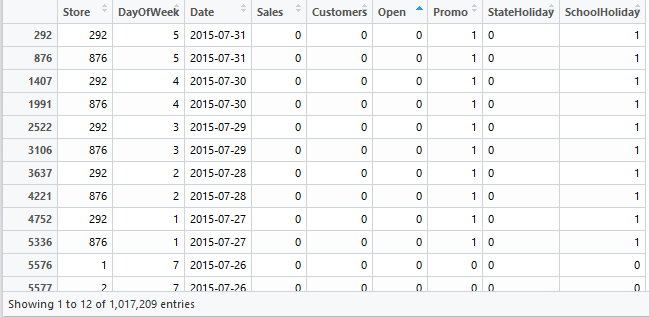 Store DayOfWeek Date Sales Customers Open Promo StateHoliday SchoolHoliday
292 292 5 2015-07-31 0 0 0 1 0 1
876 876 5 2015-07-31 0 0 0 1 0 1
1407 292 4 2015-07-30 0 0 0 1 0 1
1991 876 4 2015-07-30 0 0 0 1 0 1
2522 292 3 2015-07-29 0 0 0 1 0 1
3106 876 3 2015-07-29 0 0 0 1 0 1
3637 292 2 2015-07-28 0 0 0 1 0 1
4221 876 2 2015-07-28 0 0 0 1 0 1
4752 292 1 2015-07-27 0 0 0 1 0 1
5336 876 1 2015-07-27 0 0 0 1 0 1
5576 1 7 2015-07-26 0 0 0 0 0 0
5577 2 7 2015-07-26 0 0 0 0 0 0
Showing 1 to 12 of 1,017,209 entries